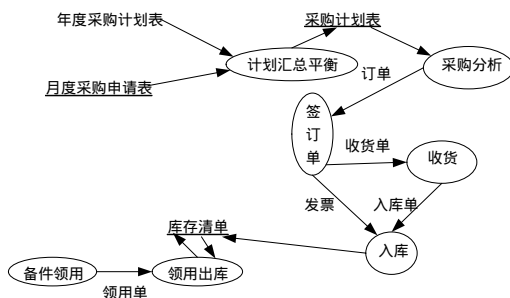 年度采购计划表
采购计划表
计划汇总平衡
采购分析
月度采购申请表
订单
签订单
收货单
收货
发票
入库单
库存清单
入库
备件领用
领用出库
领用单